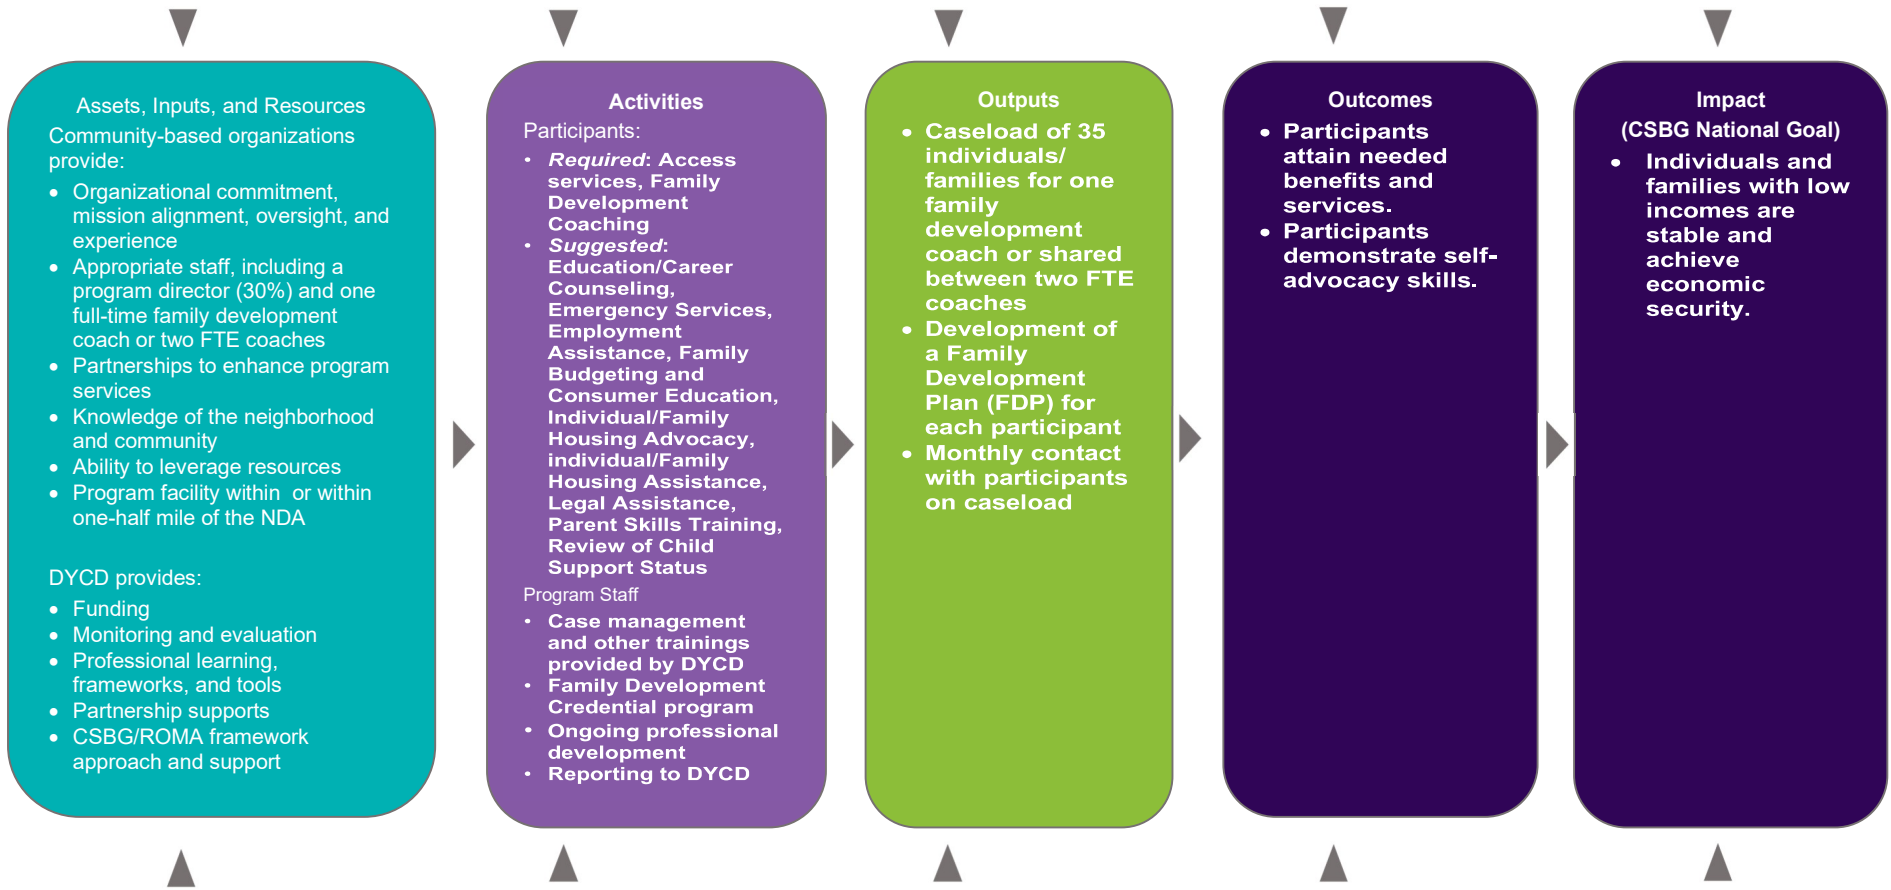 Assets, Inputs, and Resources
Community-based organizations
provide:
• Organizational commitment,
mission alignment, oversight, and
experience
• Appropriate staff, including a
program director (30%) and one
full-time family development
coach or two FTE coaches
• Partnerships to enhance program
services
• Knowledge of the neighborhood
and community
• Ability to leverage resources
• Program facility within  or within
one-half mile of the NDA
DYCD provides:
• Funding
• Monitoring and evaluation
• Professional learning,
frameworks, and tools
• Partnership supports
• CSBG/ROMA framework
approach and support
Activities
Participants:
• Required: Access
services, Family
Development
Coaching
• Suggested:
Education/Career
Counseling,
Emergency Services,
Employment
Assistance, Family
Budgeting and
Consumer Education,
Individual/Family
Housing Advocacy,
individual/Family
Housing Assistance,
Legal Assistance,
Parent Skills Training,
Review of Child
Support Status
Program Staff
• Case management
and other trainings
provided by DYCD
• Family Development
Credential program
• Ongoing professional
development
• Reporting to DYCD
Outputs
• Caseload of 35
individuals/
families for one
family
development
coach or shared
between two FTE
coaches
• Development of
a Family
Development
Plan (FDP) for
each participant
• Monthly contact
with participants
on caseload
Outcomes
• Participants
attain needed
benefits and
services.
• Participants
demonstrate self-
advocacy skills.
Impact
(CSBG National Goal)
• Individuals and
families with low
incomes are
stable and
achieve
economic
security.